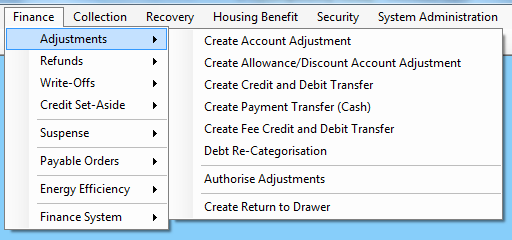 Finance Collection Recovery Housing Benefit Security System Administration
Adjustments
Refunds
Write-Offs
Credit Set-Aside
Suspense
Payable Orders
Energy Efficiency
Finance System
Create Account Adjustment
Create Allowance/Discount Account Adjustment
Create Credit and Debit Transfer
Create Payment Transfer (Cash)
Create Fee Credit and Debit Transfer
Debt Re-Categorisation
Authorise Adjustments
Create Return to Drawer